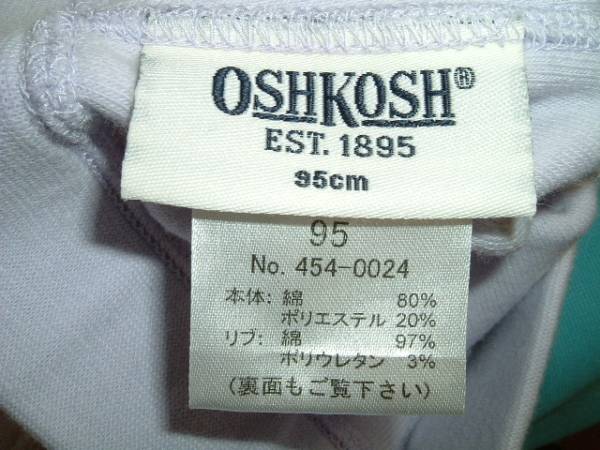 OSHKOSH®
EST. 1895
95cm
95
No. 454-0024
本体: 綿 80%
ポリエステル 20%
リブ: 綿 97%
ポリウレタン 3%
(裏面もご覧下さい)